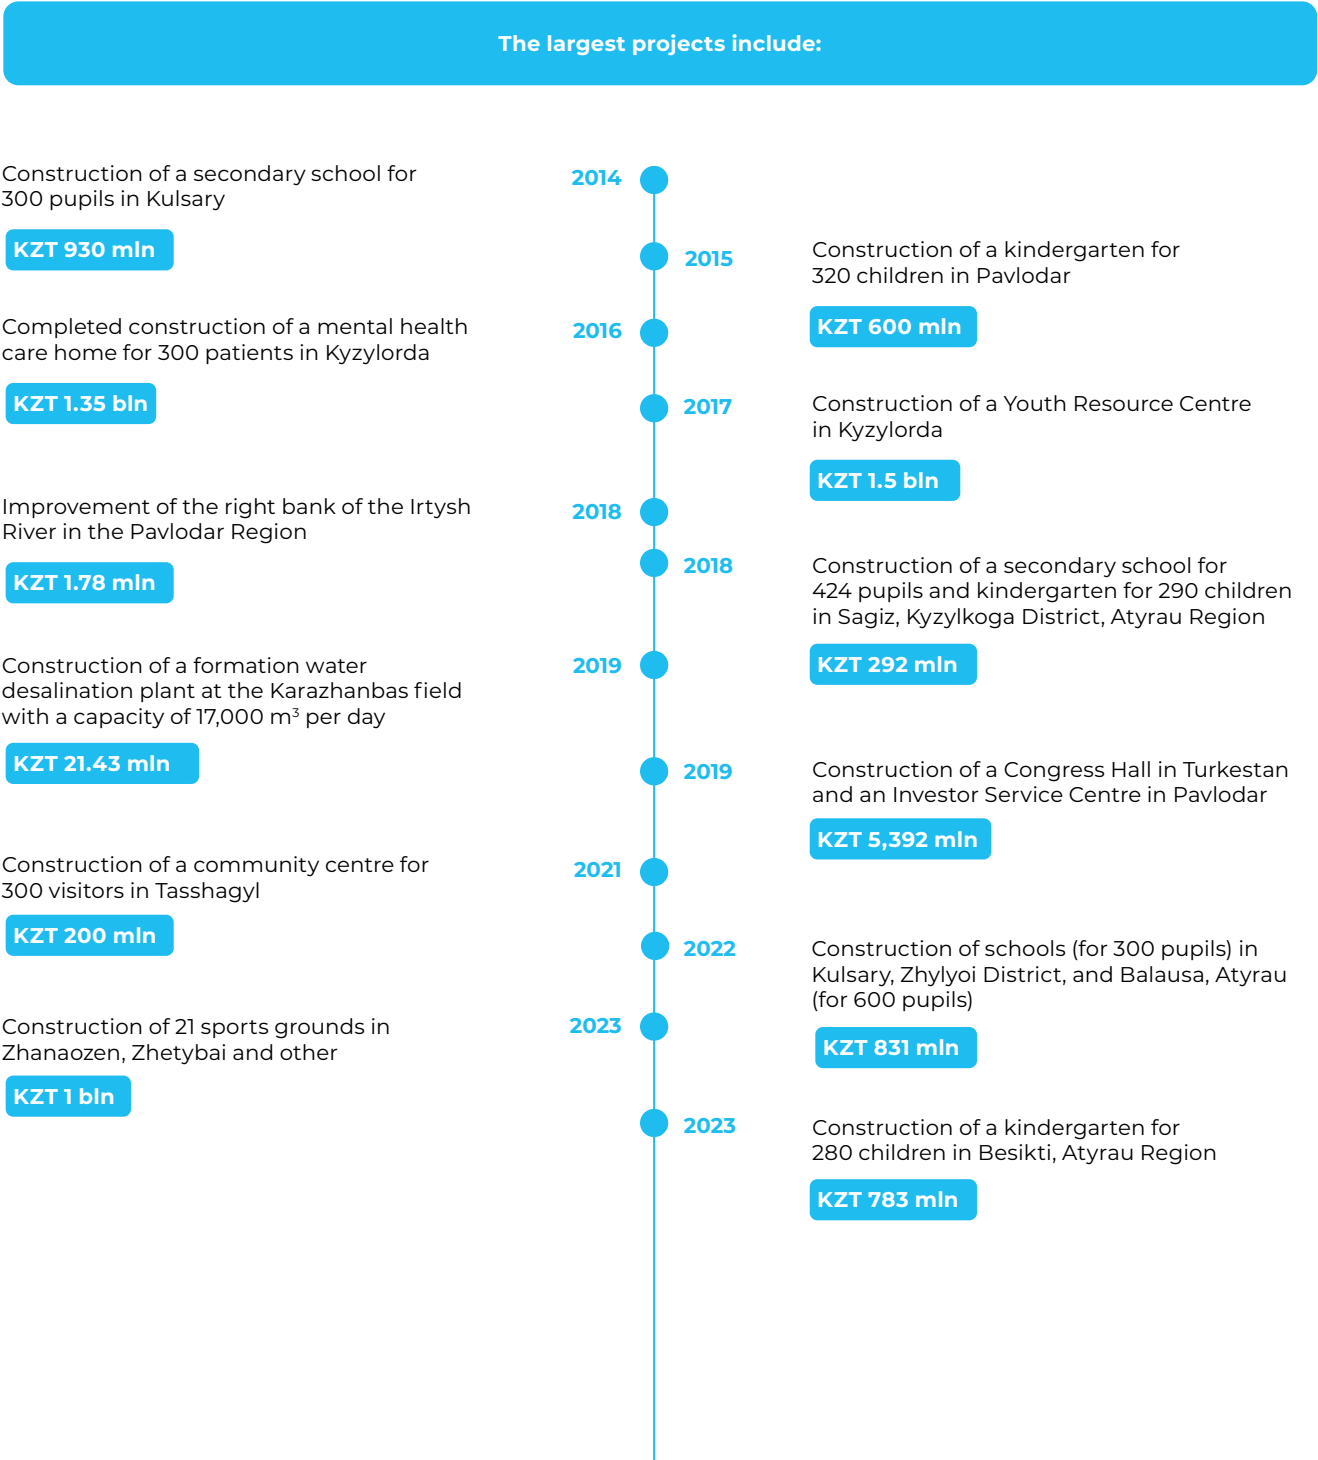 The largest projects include:
2014
Construction of a secondary school for
300 pupils in Kulsary
KZT 930 mln
2015
Construction of a kindergarten for
320 children in Pavlodar
KZT 600 mln
2016
Completed construction of a mental health
care home for 300 patients in Kyzylorda
KZT 1.35 bln
2017
Construction of a Youth Resource Centre
in Kyzylorda
KZT 1.5 bln
2018
Improvement of the right bank of the Irtysh
River in the Pavlodar Region
KZT 1.78 mln
2018
Construction of a secondary school for
424 pupils and kindergarten for 290 children
in Sagiz, Kyzylkoga District, Atyrau Region
KZT 292 mln
2019
Construction of a formation water
desalination plant at the Karazhanbas field
with a capacity of 17,000 m³ per day
KZT 21.43 mln
2019
Construction of a Congress Hall in Turkestan
and an Investor Service Centre in Pavlodar
KZT 5,392 mln
2021
Construction of a community centre for
300 visitors in Tasshagyl
KZT 200 mln
2022
Construction of schools (for 300 pupils) in
Kulsary, Zhylyoi District, and Balausa, Atyrau
(for 600 pupils)
KZT 831 mln
2023
Construction of 21 sports grounds in
Zhanaozen, Zhetybai and other
KZT 1 bln
2023
Construction of a kindergarten for
280 children in Besikti, Atyrau Region
KZT 783 mln